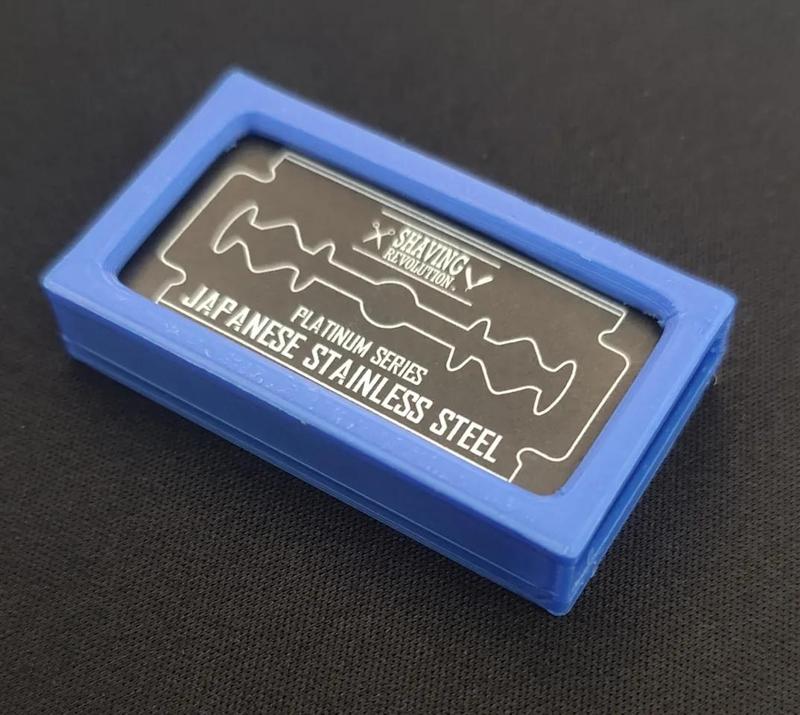 SHAVING
REVOLUTION.
PLATINUM SERIES
JAPANESE STAINLESS STEEL